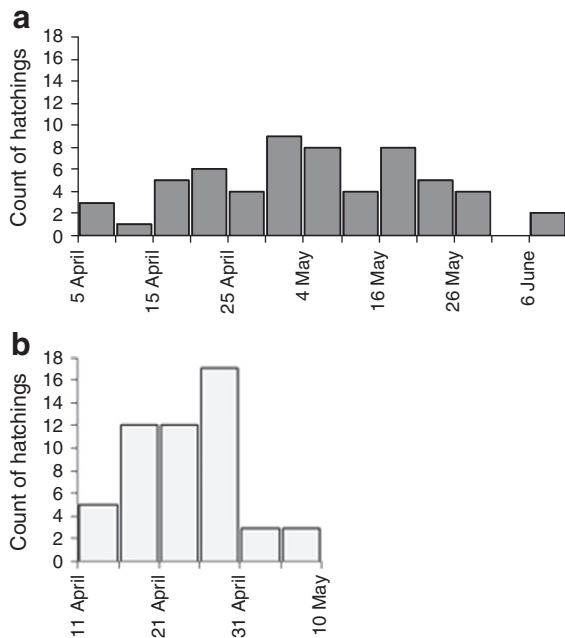 a
Count of hatchings
18
16
14
12
10
8
6
4
2
0
5 April
15 April
25 April
4 May
16 May
26 May
6 June
b
Count of hatchings
18
16
14
12
10
8
6
4
2
0
11 April
21 April
31 April
10 May